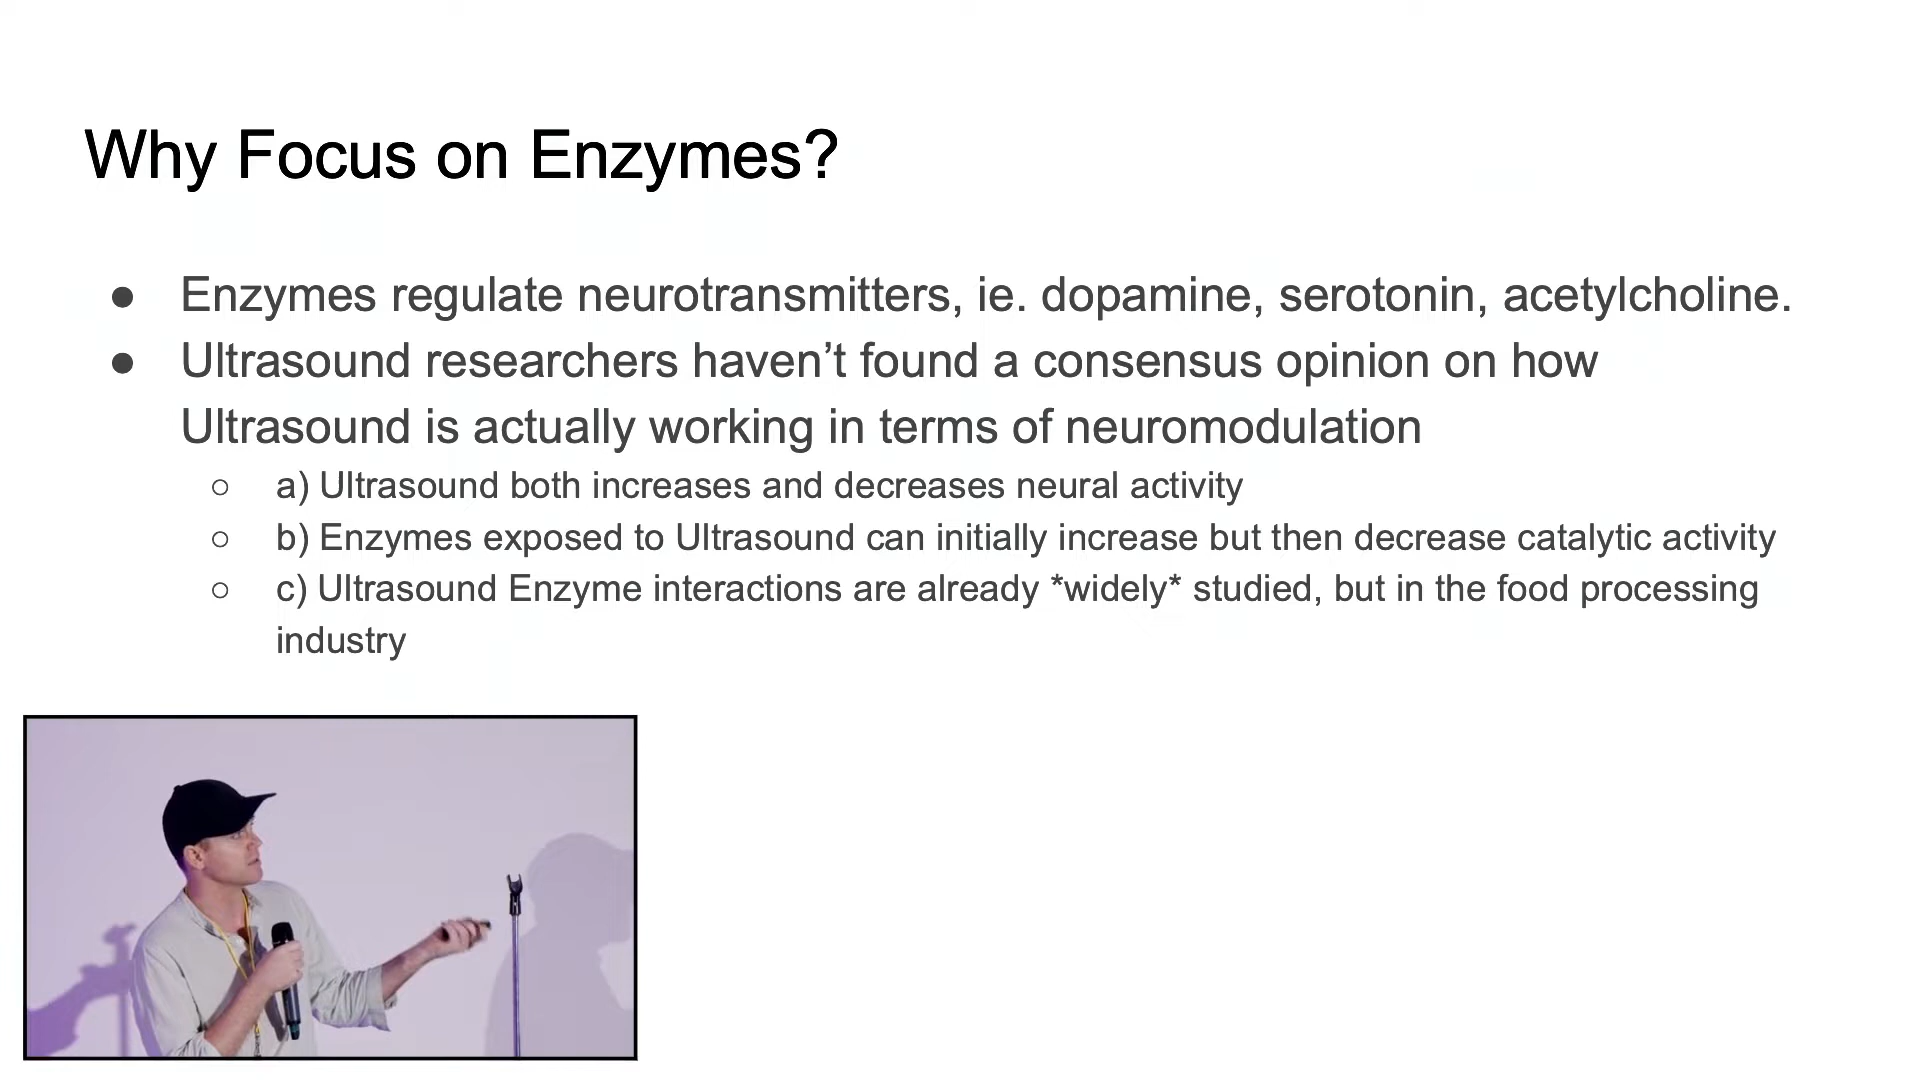 Why Focus on Enzymes?
● Enzymes regulate neurotransmitters, ie. dopamine, serotonin, acetylcholine.
● Ultrasound researchers haven’t found a consensus opinion on how
Ultrasound is actually working in terms of neuromodulation
○ a) Ultrasound both increases and decreases neural activity
○ b) Enzymes exposed to Ultrasound can initially increase but then decrease catalytic activity
○ c) Ultrasound Enzyme interactions are already *widely* studied, but in the food processing
industry